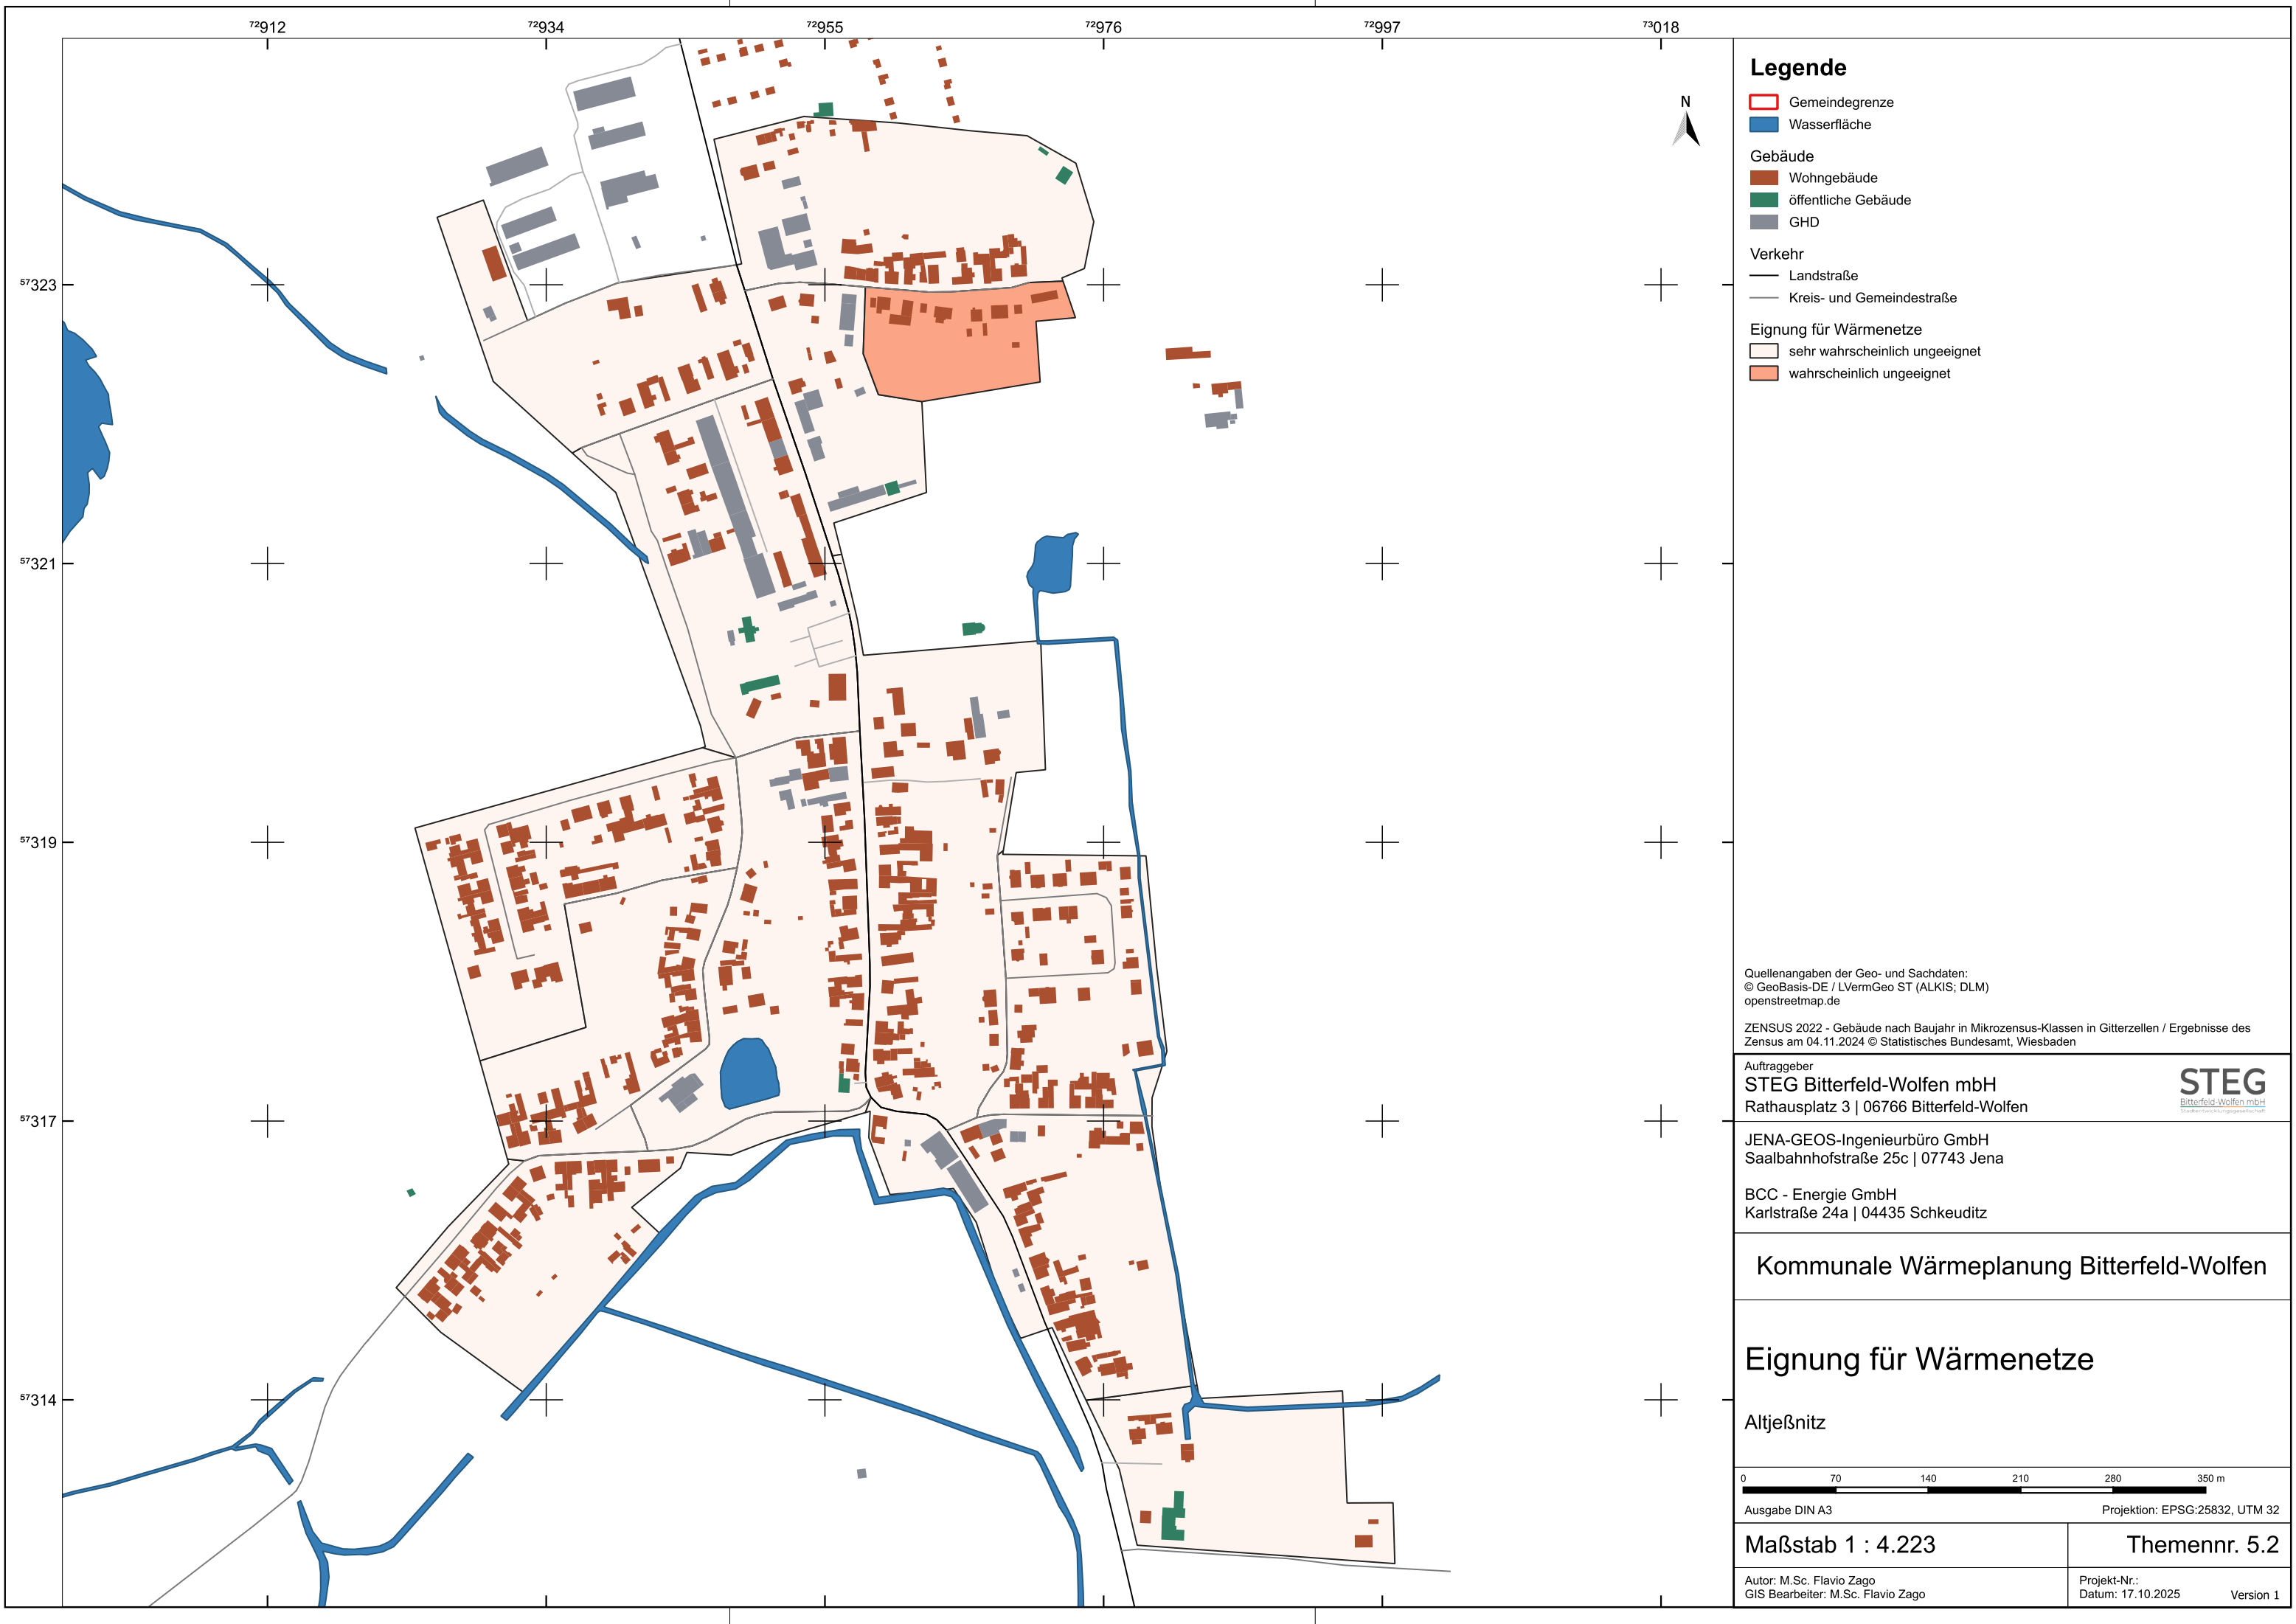 ⁷²912 ⁷²934 ⁷²955 ⁷²976 ⁷²997 ⁷³018
⁵⁷323
⁵⁷321
⁵⁷319
⁵⁷317
⁵⁷314
N
Legende
Gemeindegrenze
Wasserfläche
Gebäude
Wohngebäude
öffentliche Gebäude
GHD
Verkehr
Landstraße
Kreis- und Gemeindestraße
Eignung für Wärmenetze
sehr wahrscheinlich ungeeignet
wahrscheinlich ungeeignet
Quellenangaben der Geo- und Sachdaten:
© GeoBasis-DE / LVermGeo ST (ALKIS; DLM)
openstreetmap.de
ZENSUS 2022 - Gebäude nach Baujahr in Mikrozensus-Klassen in Gitterzellen / Ergebnisse des
Zensus am 04.11.2024 © Statistisches Bundesamt, Wiesbaden
Auftraggeber
STEG Bitterfeld-Wolfen mbH
Rathausplatz 3 | 06766 Bitterfeld-Wolfen
STEG
Bitterfeld-Wolfen mbH
Stadtentwicklungsgesellschaft
JENA-GEOS-Ingenieurbüro GmbH
Saalbahnhofstraße 25c | 07743 Jena
BCC - Energie GmbH
Karlstraße 24a | 04435 Schkeuditz
Kommunale Wärmeplanung Bitterfeld-Wolfen
Eignung für Wärmenetze
Altjeßnitz
0 70 140 210 280 350 m
Ausgabe DIN A3 Projektion: EPSG:25832, UTM 32
Maßstab 1 : 4.223 Themennr. 5.2
Autor: M.Sc. Flavio Zago
GIS Bearbeiter: M.Sc. Flavio Zago
Projekt-Nr.:
Datum: 17.10.2025 Version 1